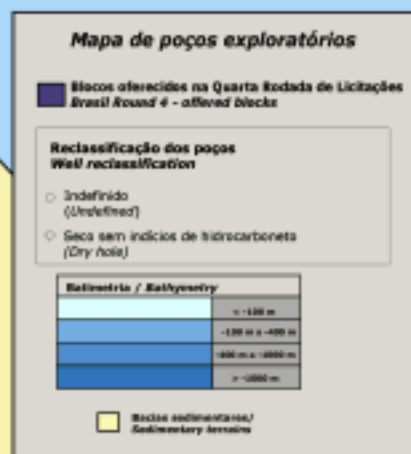 Mapa de poços exploratórios
Blocos oferecidos na Quarta Rodada de Licitações
Brasil Round 4 - offered blocks
Reclassificação dos poços
Well reclassification
Indefinido
(Undefined)
Seco sem indícios de hidrocarboneto
(Dry hole)
Batimetria / Bathymetry
< -100 m
-100 m a -400 m
-400 m a -1000 m
> -1000 m
Bacias sedimentares/
Sedimentary terrains